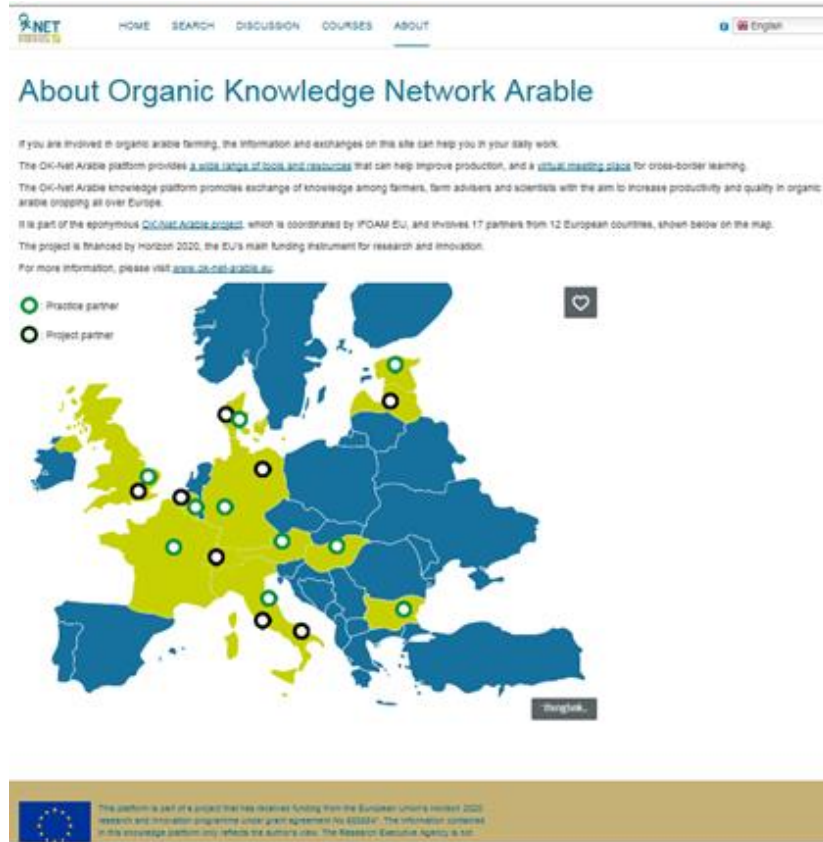 NET
HOME SEARCH DISCUSSION COURSES ABOUT
English
About Organic Knowledge Network Arable
If you are involved in organic arable farming, the information and exchanges on this site can help you in your daily work.
The OK-Net Arable platform provides a wide range of tools and resources that can help improve production, and a virtual meeting place for cross-border learning.
The OK-Net Arable knowledge platform promotes exchange of knowledge among farmers, farm advisers and scientists with the aim to increase productivity and quality in organic
arable cropping all over Europe.
It is part of the eponymous OK-Net Arable project, which is coordinated by IFOAM EU, and involves 17 partners from 12 European countries, shown below on the map.
The project is financed by Horizon 2020, the EU's main funding instrument for research and innovation.
For more information, please visit www.ok-net-arable.eu.
: Practice partner
: Project partner
thinglink..
This platform is part of a project that has received funding from the European Union's Horizon 2020
research and innovation programme under grant agreement No The information contained
in this knowledge platform only reflects the author's view. The Research Executive Agency is not